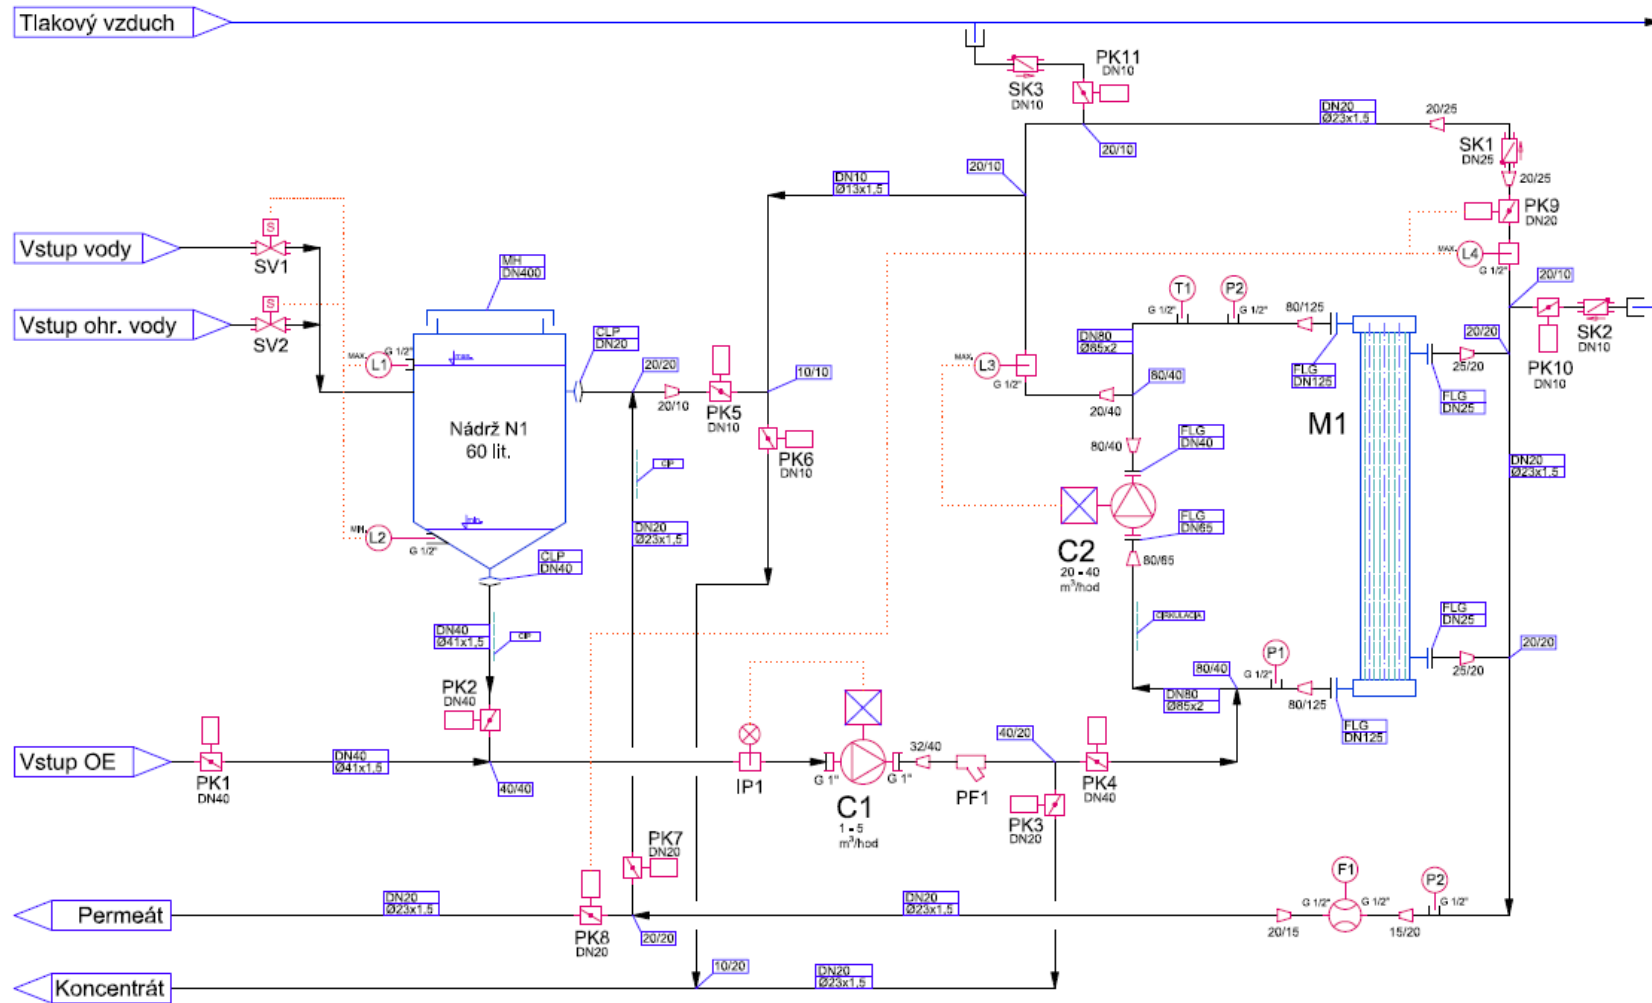 Tlakový vzduch
PK11
DN10
SK3
DN10
DN20
Ø23x1,5
20/25
20/10
SK1
DN25
20/10
DN10
Ø13x1,5
20/25
PK9
DN20
S
Vstup vody
SV1
MH
DN400
MAX.
L4
G 1/2"
20/10
S
Vstup ohr. vody
SV2
T1
P2
G 1/2"
G 1/2"
80/125
SK2
DN10
PK10
DN10
CLP
DN20
DN80
Ø85x2
20/20
MAX.
L1
G 1/2"
max.
20/20
PK5
DN10
20/10
10/10
MAX.
L3
G 1/2"
80/40
20/40
FLG
DN125
25/20
FLG
DN25
M1
Nádrž N1
60 lit.
PK6
DN10
80/40
FLG
DN40
CIP
DN20
Ø23x1,5
MIN.
L2
G 1/2"
min.
DN20
Ø23x1,5
FLG
DN65
C2
20 - 40
m³/hod
80/65
CLP
DN40
CIRKULACIA
FLG
DN25
DN40
Ø41x1,5
CIP
20/20
P1
G 1/2"
25/20
80/40
DN80
Ø85x2
80/125
PK2
DN40
FLG
DN125
Vstup OE
PK1
DN40
DN40
Ø41x1,5
40/40
IP1
G 1"
G 1"
C1
1 - 5
m³/hod
32/40
PF1
40/20
PK4
DN40
PK3
DN20
PK7
DN20
F1
G 1/2"
G 1/2"
P2
G 1/2"
20/15
15/20
Permeát
DN20
Ø23x1,5
PK8
DN20
20/20
DN20
Ø23x1,5
Koncentrát
10/20
DN20
Ø23x1,5